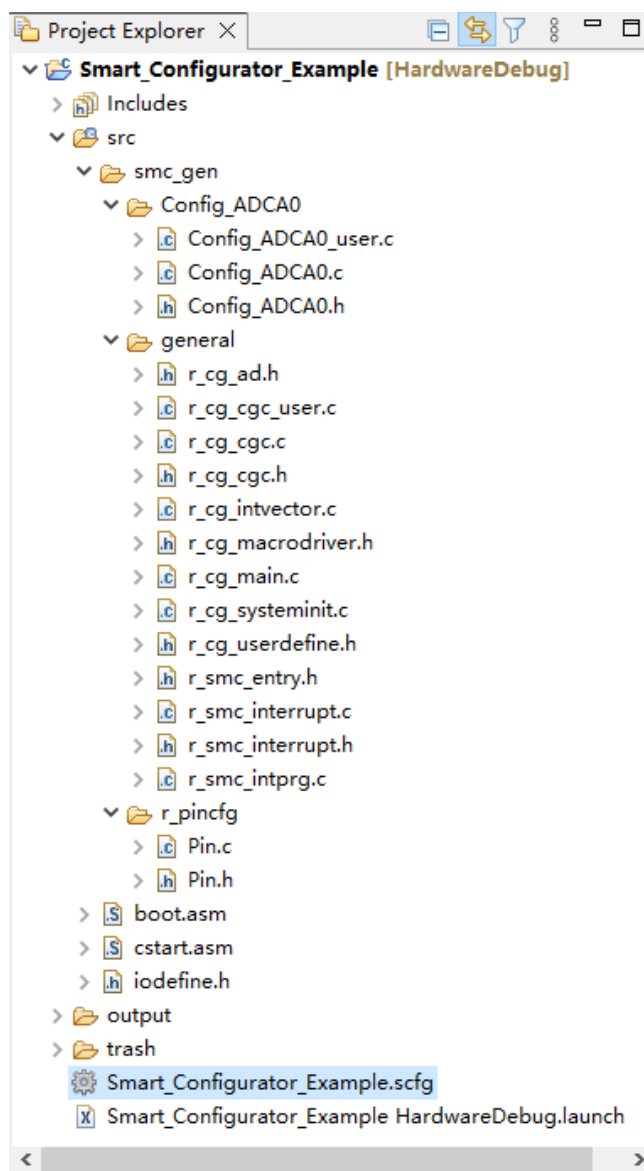 Project Explorer
Smart_Configurator_Example [HardwareDebug]
Includes
src
smc_gen
Config_ADCA0
Config_ADCA0_user.c
Config_ADCA0.c
Config_ADCA0.h
general
r_cg_ad.h
r_cg_cgc_user.c
r_cg_cgc.c
r_cg_cgc.h
r_cg_intvector.c
r_cg_macrodriver.h
r_cg_main.c
r_cg_systeminit.c
r_cg_userdefine.h
r_smc_entry.h
r_smc_interrupt.c
r_smc_interrupt.h
r_smc_intprg.c
r_pincfg
Pin.c
Pin.h
boot.asm
cstart.asm
iodefine.h
output
trash
Smart_Configurator_Example.scfg
Smart_Configurator_Example HardwareDebug.launch